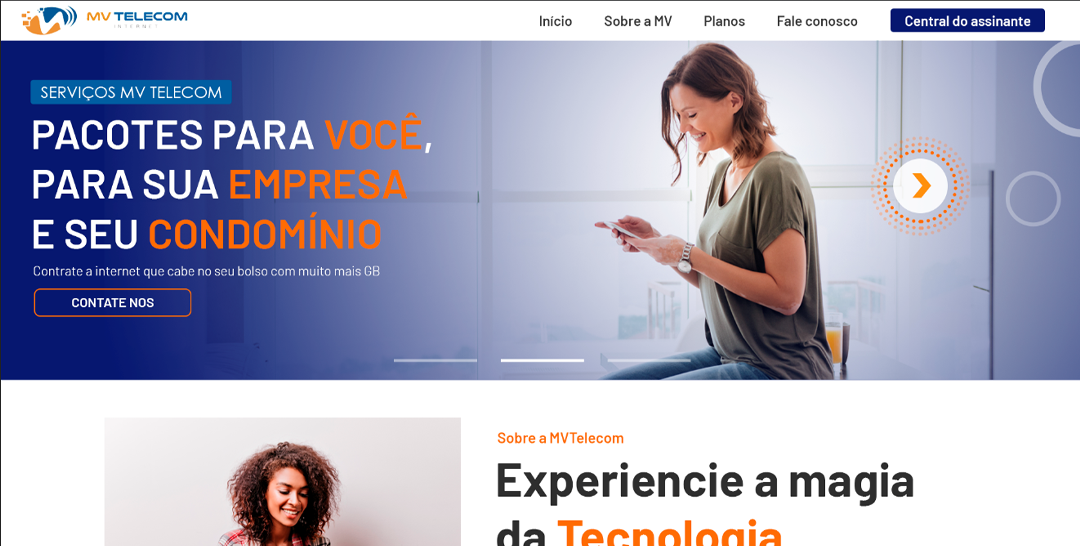 MV TELECOM
INTERNET
Início Sobre a MV Planos Fale conosco Central do assinante
SERVIÇOS MV TELECOM
PACOTES PARA VOCÊ,
PARA SUA EMPRESA
E SEU CONDOMÍNIO
Contrate a internet que cabe no seu bolso com muito mais GB
CONTATE NOS
Sobre a MVTelecom
Experiencie a magia
da Tecnologia